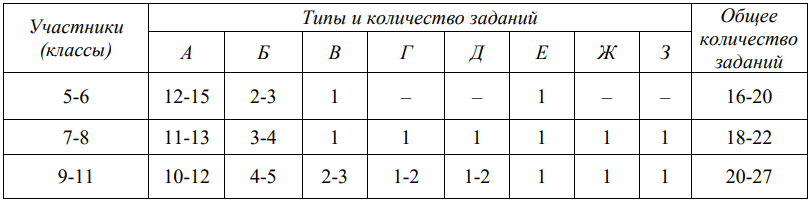 Участники (классы) Типы и количество заданий Общее количество заданий
А Б В Г Д Е Ж З
5-6 12-15 2-3 1 – – 1 – – 16-20
7-8 11-13 3-4 1 1 1 1 1 1 18-22
9-11 10-12 4-5 2-3 1-2 1-2 1 1 1 20-27